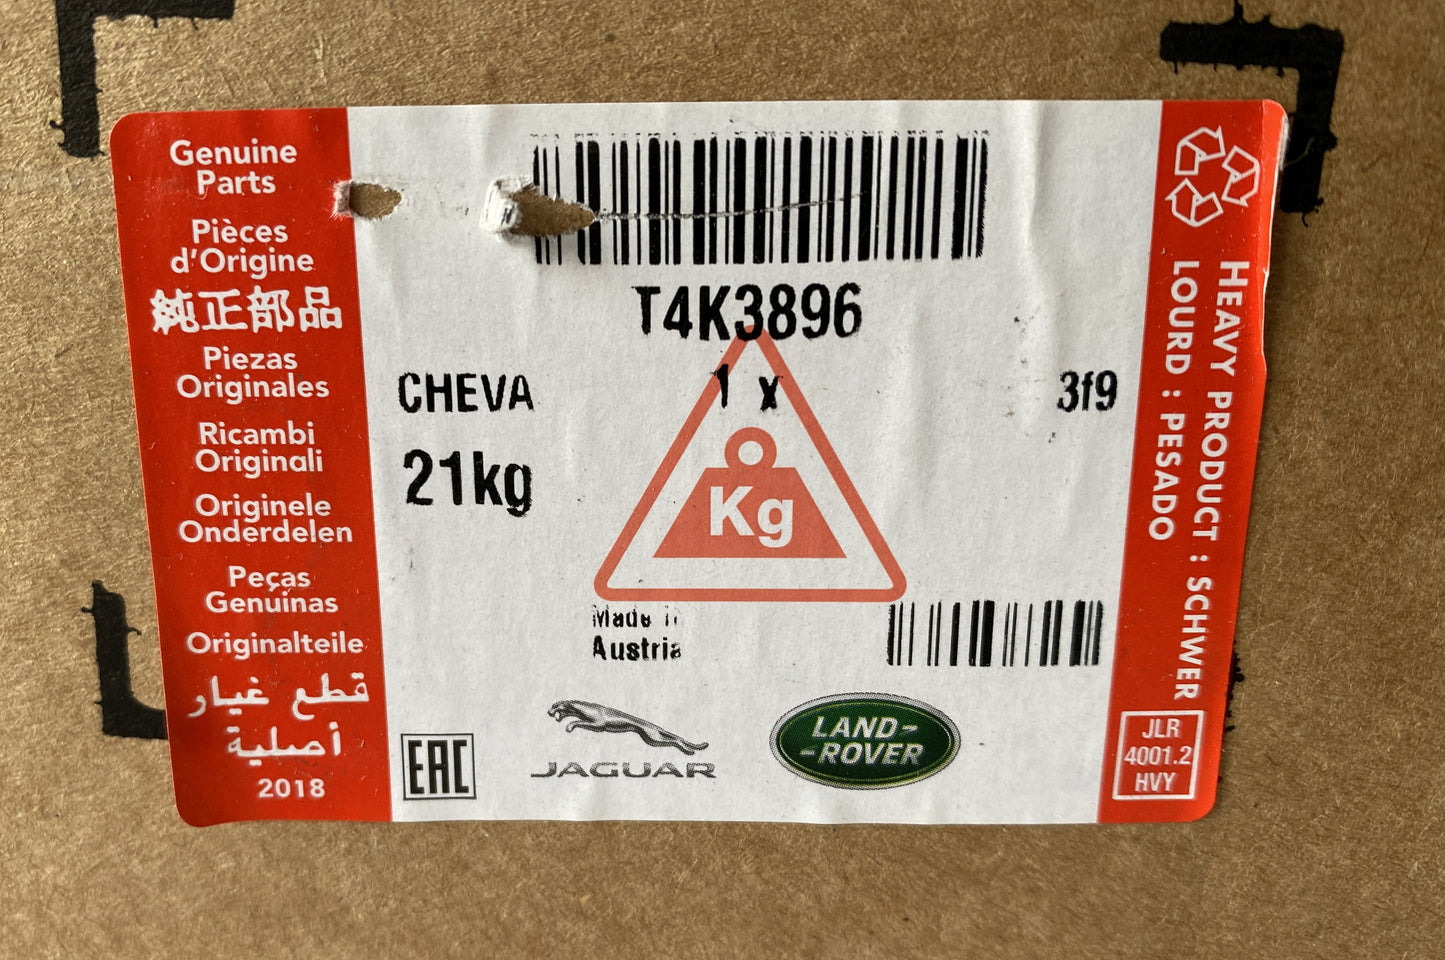 Genuine
Parts
Pièces
d'Origine
純正部品
Piezas
Originales
Ricambi
Originali
Originele
Onderdelen
Peças
Genuinas
Originalteile
قطع غيار
أصلية
2018
T4K3896
CHEVA
1 x
3f9
21kg
Kg
Made In
Austria
EAC
JAGUAR
LAND-
-ROVER
HEAVY PRODUCT : SCHWER
LOURD : PESADO
JLR
4001.2
HVY